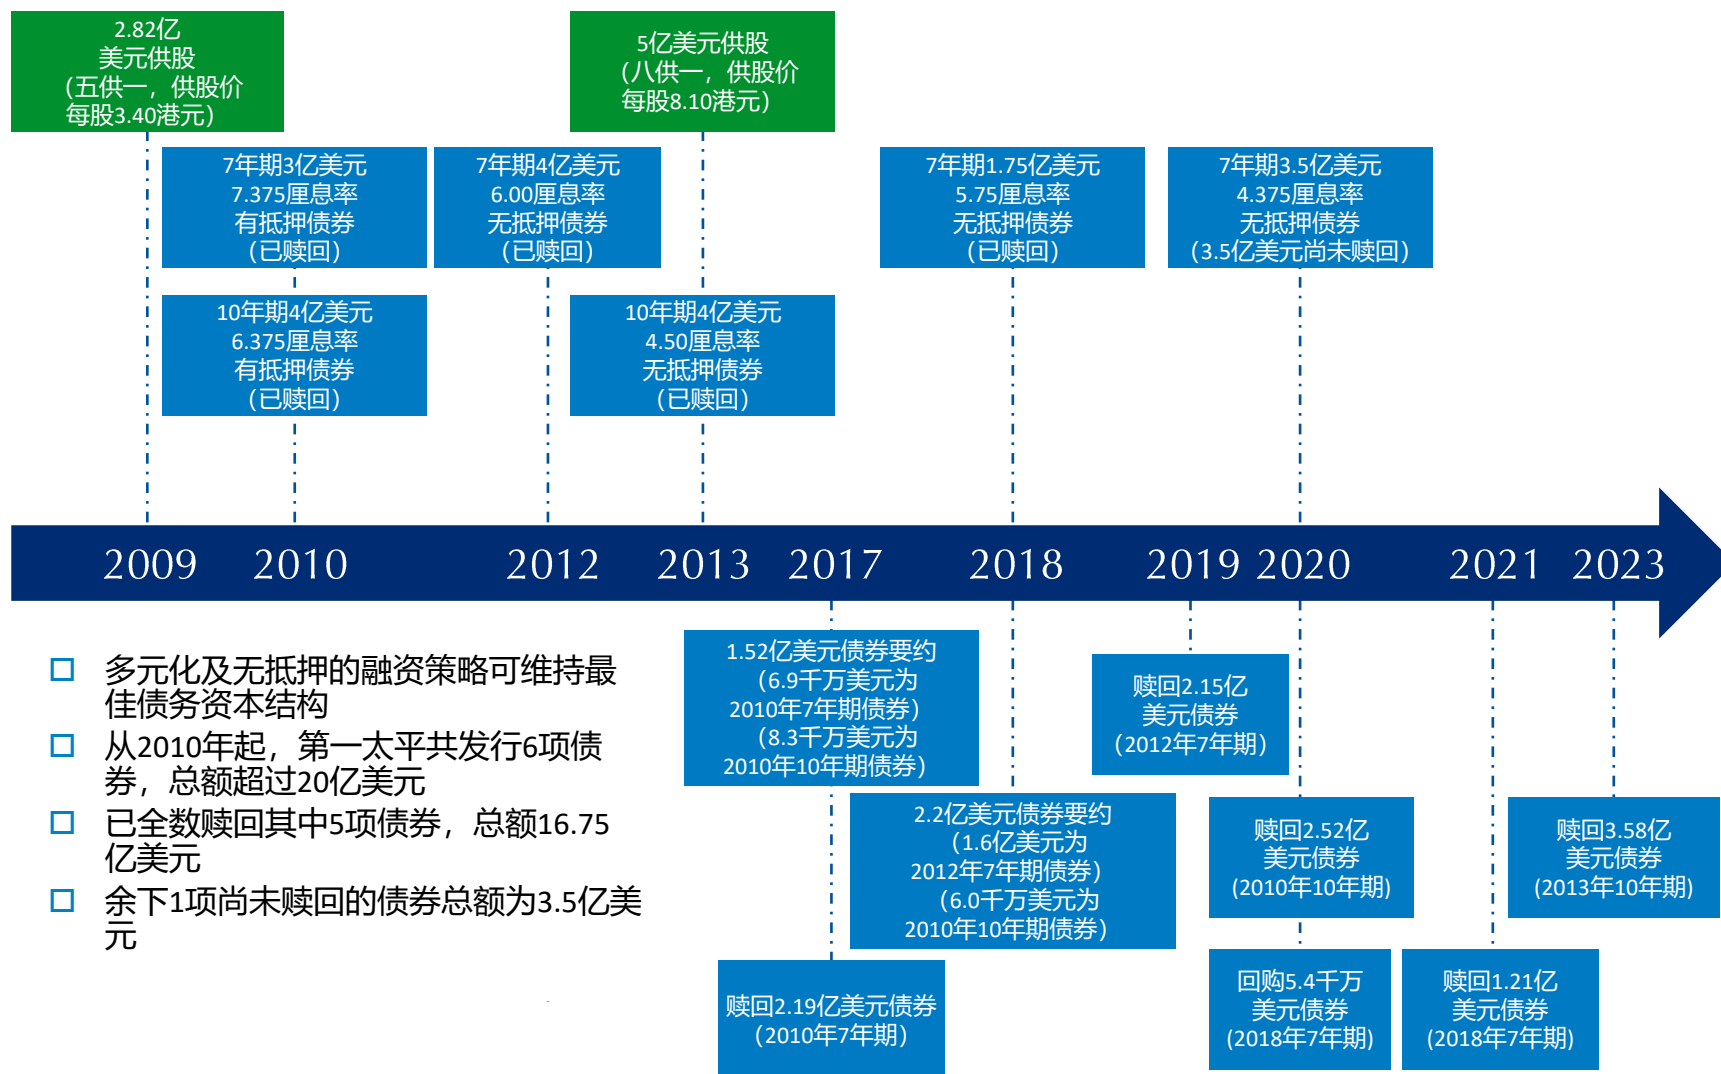 2.82亿
美元供股
（五供一，供股价
每股3.40港元）
5亿美元供股
（八供一，供股价
每股8.10港元）
7年期3亿美元
7.375厘息率
有抵押债券
（已赎回）
7年期4亿美元
6.00厘息率
无抵押债券
（已赎回）
7年期1.75亿美元
5.75厘息率
无抵押债券
（已赎回）
7年期3.5亿美元
4.375厘息率
无抵押债券
（3.5亿美元尚未赎回）
10年期4亿美元
6.375厘息率
有抵押债券
（已赎回）
10年期4亿美元
4.50厘息率
无抵押债券
（已赎回）
2009 2010 2012 2013 2017 2018 2019 2020 2021 2023
多元化及无抵押的融资策略可维持最
佳债务资本结构
从2010年起，第一太平共发行6项债
券，总额超过20亿美元
已全数赎回其中5项债券，总额16.75
亿美元
余下1项尚未赎回的债券总额为3.5亿美
元
1.52亿美元债券要约
（6.9千万美元为
2010年7年期债券）
（8.3千万美元为
2010年10年期债券）
赎回2.19亿美元债券
（2010年7年期）
2.2亿美元债券要约
（1.6亿美元为
2012年7年期债券）
（6.0千万美元为
2010年10年期债券）
赎回2.15亿
美元债券
（2012年7年期）
赎回2.52亿
美元债券
(2010年10年期)
回购5.4千万
美元债券
(2018年7年期)
赎回1.21亿
美元债券
(2018年7年期)
赎回3.58亿
美元债券
(2013年10年期)